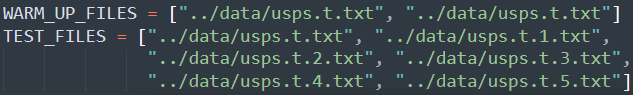 WARM_UP_FILES = ["../data/usps.t.txt", "../data/usps.t.txt"]
TEST_FILES = ["../data/usps.t.txt", "../data/usps.t.1.txt",
"../data/usps.t.2.txt", "../data/usps.t.3.txt",
"../data/usps.t.4.txt", "../data/usps.t.5.txt"]